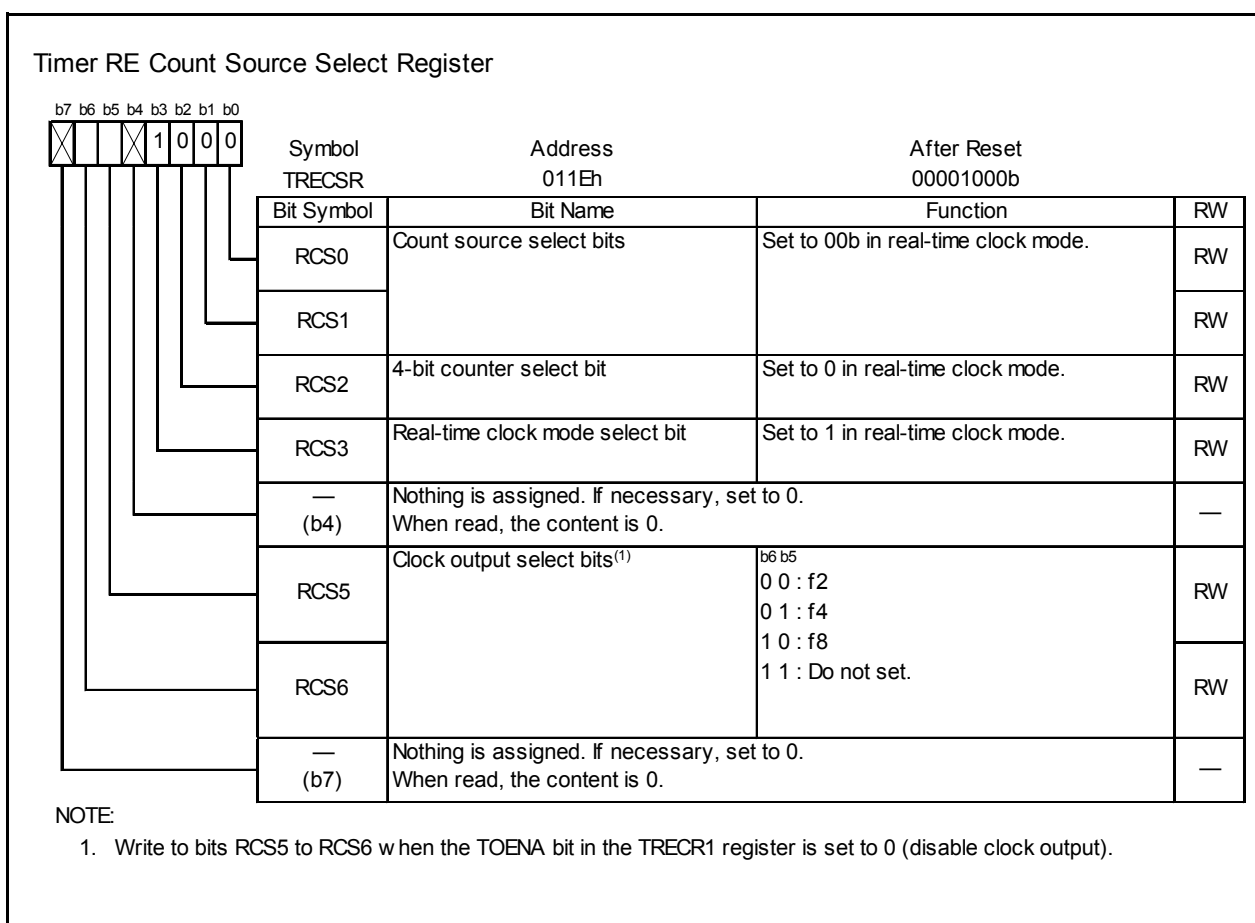 Timer RE Count Source Select Register
b7 b6 b5 b4 b3 b2 b1 b0
1 0 0 0
Symbol Address After Reset
TRECSR 011Eh 00001000b
Bit Symbol Bit Name Function RW
RCS0 Count source select bits Set to 00b in real-time clock mode. RW
RCS1 RW
RCS2 4-bit counter select bit Set to 0 in real-time clock mode. RW
RCS3 Real-time clock mode select bit Set to 1 in real-time clock mode. RW
— (b4) Nothing is assigned. If necessary, set to 0.
When read, the content is 0. —
RCS5 Clock output select bits(1) b6 b5
0 0 : f2
0 1 : f4
1 0 : f8
1 1 : Do not set. RW
RCS6 RW
— (b7) Nothing is assigned. If necessary, set to 0.
When read, the content is 0. —
NOTE:
1. Write to bits RCS5 to RCS6 w hen the TOENA bit in the TRECR1 register is set to 0 (disable clock output).